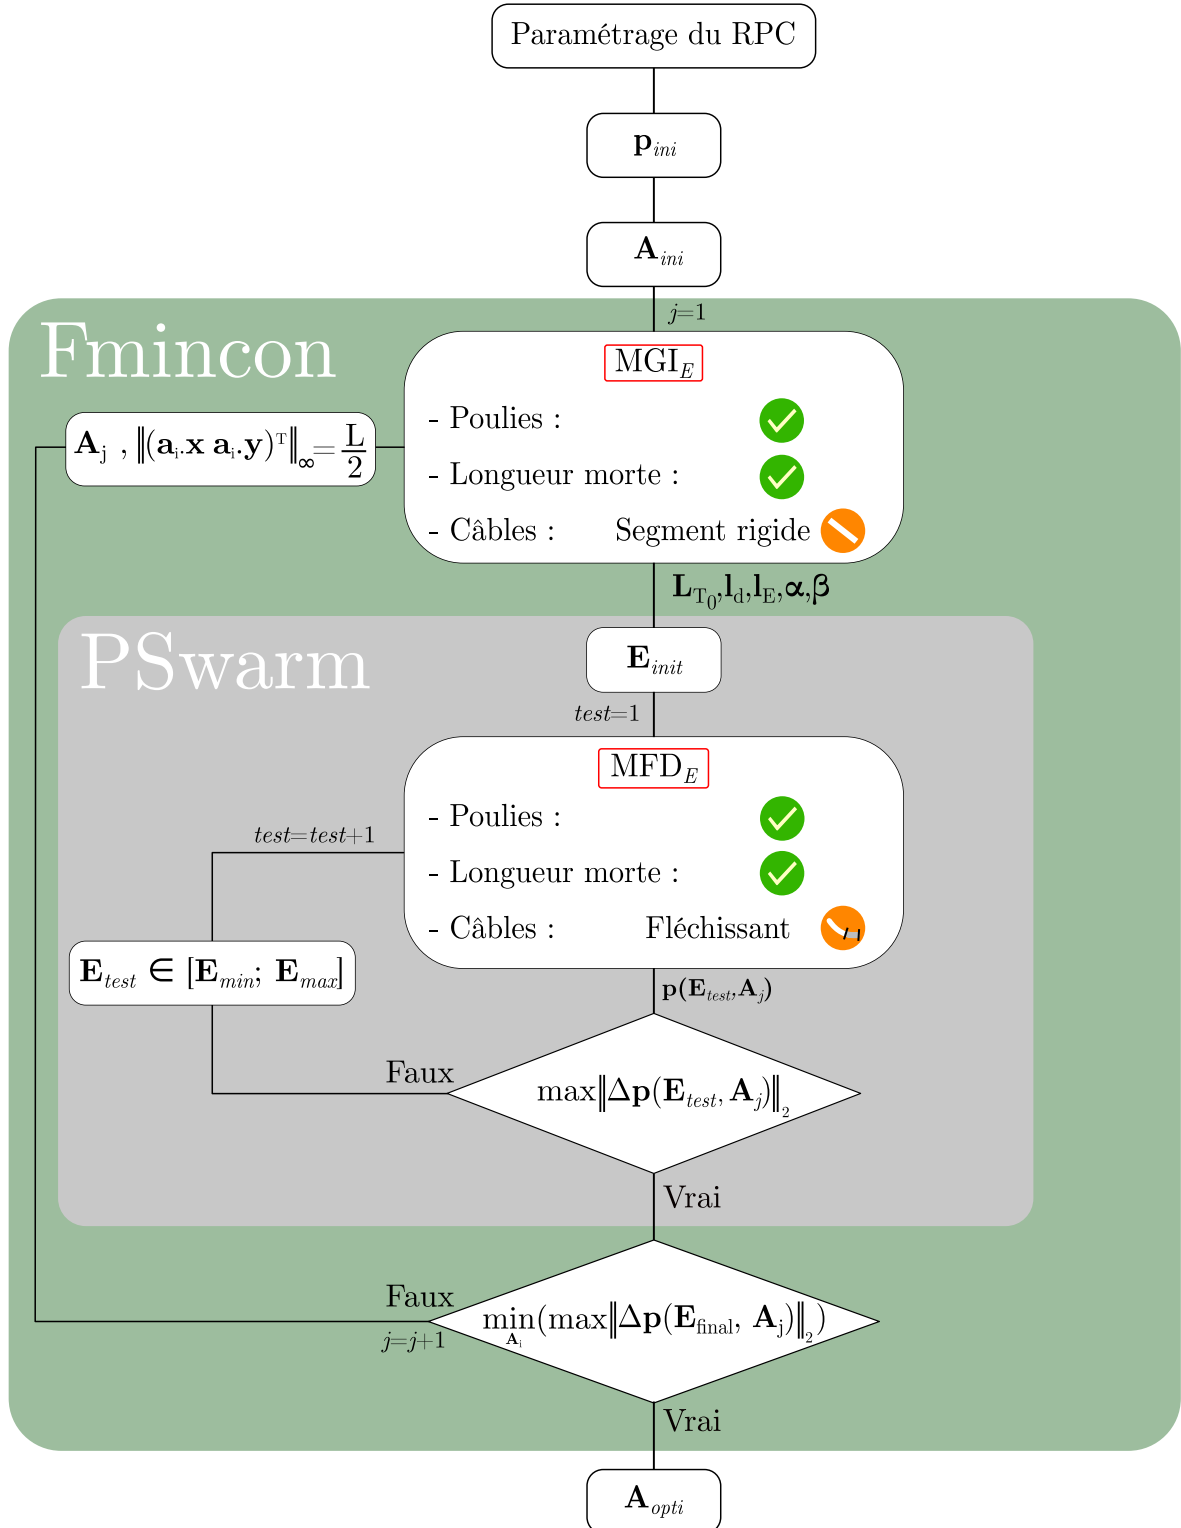 Paramétrage du RPC
p_ini
A_ini
j=1
Fmincon
MGI_E
- Poulies :
- Longueur morte :
- Câbles : Segment rigide
A_j , ‖(a_i.x a_i.y)^T‖_∞ = L/2
L_T_0,l_d,l_E,α,β
PSwarm
E_init
test=1
MFD_E
- Poulies :
- Longueur morte :
- Câbles : Fléchissant
test=test+1
E_test ∈ [E_min; E_max]
p(E_test,A_j)
Faux
max‖Δp(E_test, A_j)‖_2
Vrai
Faux
min_A_i(max‖Δp(E_final, A_j)‖_2)
j=j+1
Vrai
A_opti